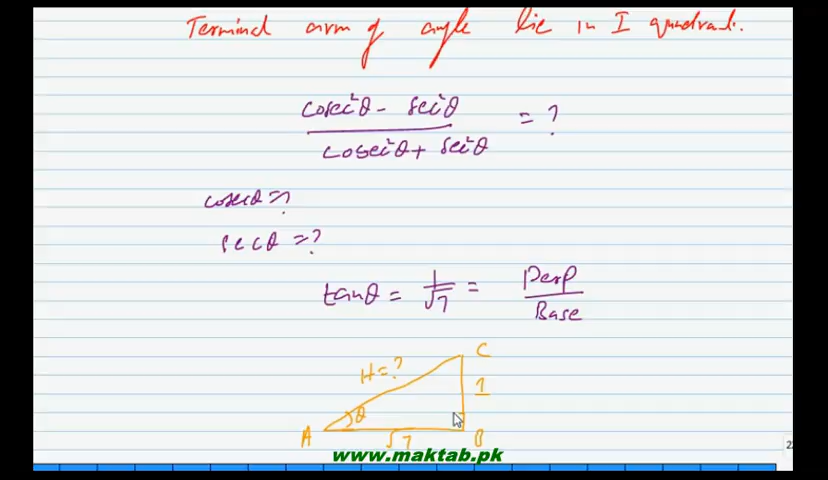 Terminal arm of angle lie in I quadrant.
cosec²θ - sec²θ
= ?
cosec²θ + sec²θ
cosecθ = ?
secθ = ?
tanθ = 1/√7 = Perp/Base
C
H = ?
1
θ
A √7 B
www.maktab.pk